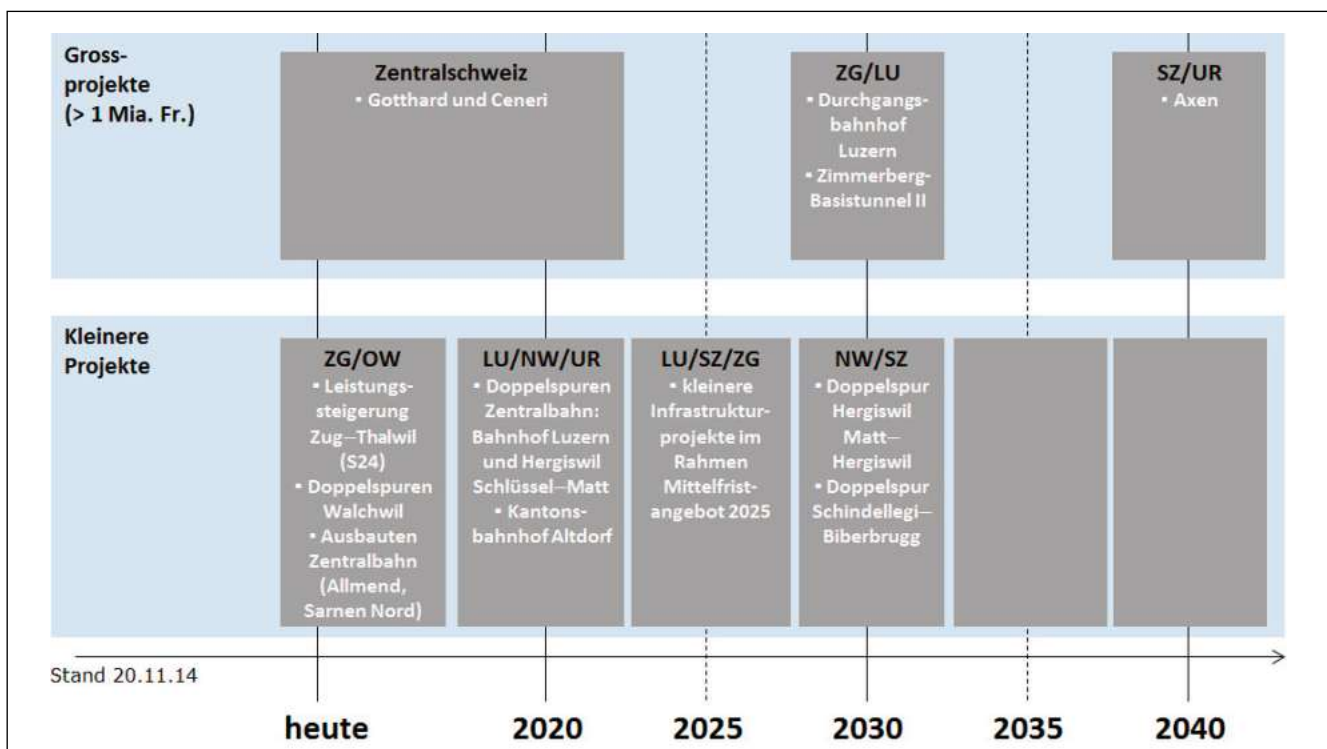 Gross-
projekte
(> 1 Mia. Fr.)
Zentralschweiz
▪ Gotthard und Ceneri
ZG/LU
▪ Durchgangs-
bahnhof
Luzern
▪ Zimmerberg-
Basistunnel II
SZ/UR
▪ Axen
Kleinere
Projekte
ZG/OW
▪ Leistungs-
steigerung
Zug–Thalwil
(S24)
▪ Doppelspuren
Walchwil
▪ Ausbauten
Zentralbahn
(Allmend,
Sarnen Nord)
LU/NW/UR
▪ Doppelspuren
Zentralbahn:
Bahnhof Luzern
und Hergiswil
Schlüssel–Matt
▪ Kantons-
bahnhof Altdorf
LU/SZ/ZG
▪ kleinere
Infrastruktur-
projekte im
Rahmen
Mittelfrist-
angebot 2025
NW/SZ
▪ Doppelspur
Hergiswil
Matt–
Hergiswil
▪ Doppelspur
Schindellegi–
Biberbrugg
Stand 20.11.14
heute 2020 2025 2030 2035 2040